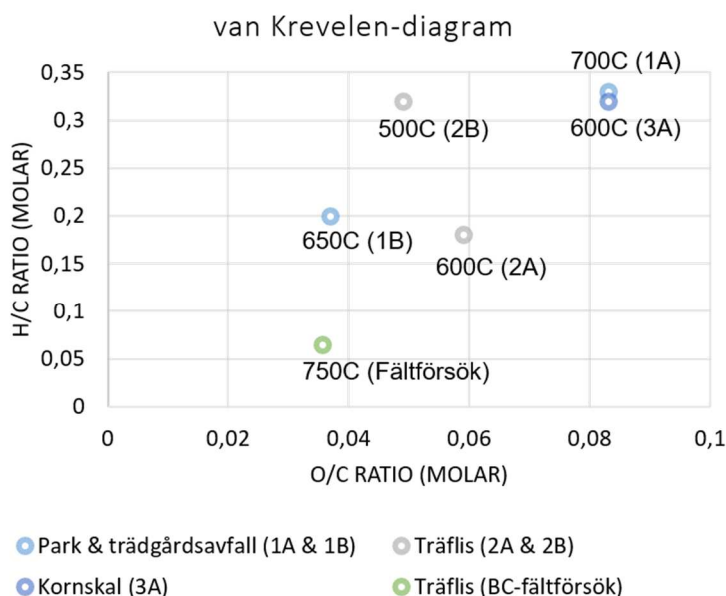 van Krevelen-diagram
0,35
0,3
0,25
0,2
0,15
0,1
0,05
0
H/C RATIO (MOLAR)
700C (1A)
500C (2B)
600C (3A)
650C (1B)
600C (2A)
750C (Fältförsök)
0 0,02 0,04 0,06 0,08 0,1
O/C RATIO (MOLAR)
Park & trädgårdsavfall (1A & 1B) Träflis (2A & 2B)
Kornskal (3A) Träflis (BC-fältförsök)